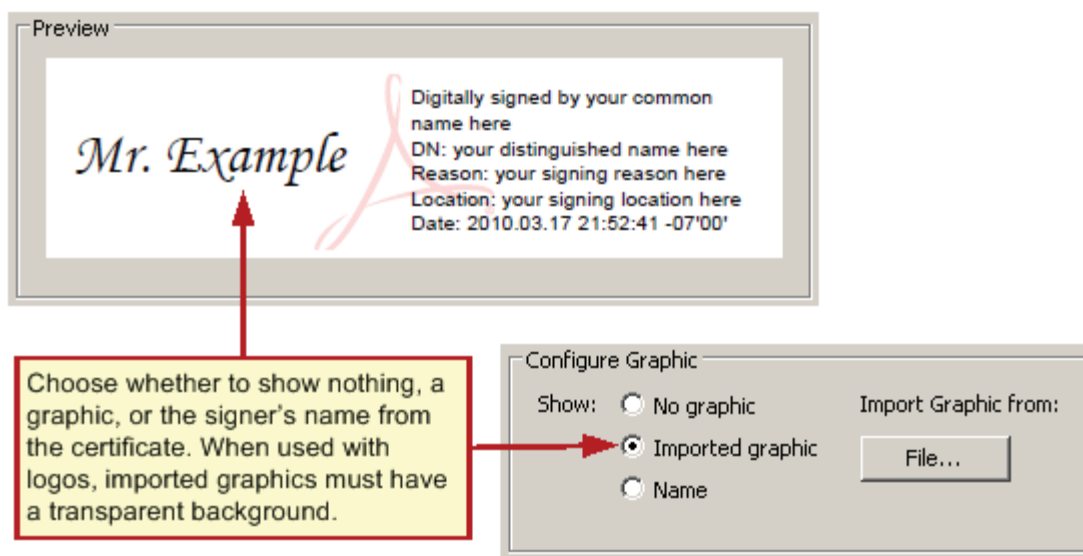 Preview
Mr. Example
Digitally signed by your common
name here
DN: your distinguished name here
Reason: your signing reason here
Location: your signing location here
Date: 2010.03.17 21:52:41 -07'00'
Choose whether to show nothing, a
graphic, or the signer's name from
the certificate. When used with
logos, imported graphics must have
a transparent background.
Configure Graphic
Show:
No graphic
Imported graphic
Name
Import Graphic from:
File...